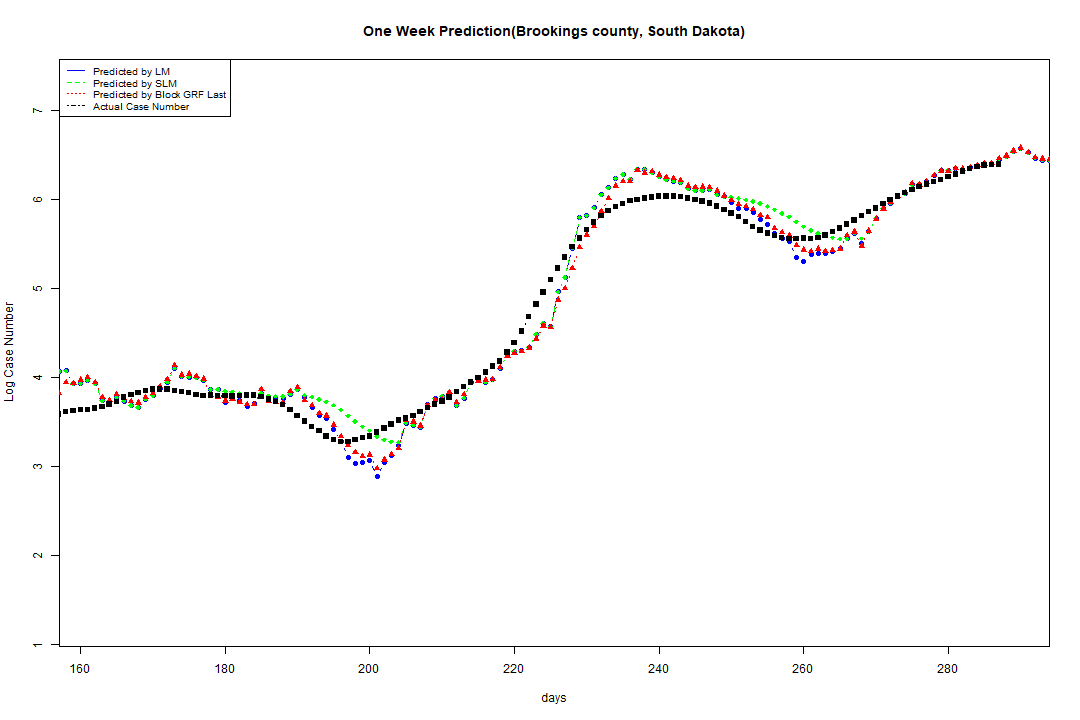 One Week Prediction(Brookings county, South Dakota)
Predicted by LM
Predicted by SLM
Predicted by Block GRF Last
Actual Case Number
7
6
5
4
3
2
1
Log Case Number
160 180 200 220 240 260 280
days